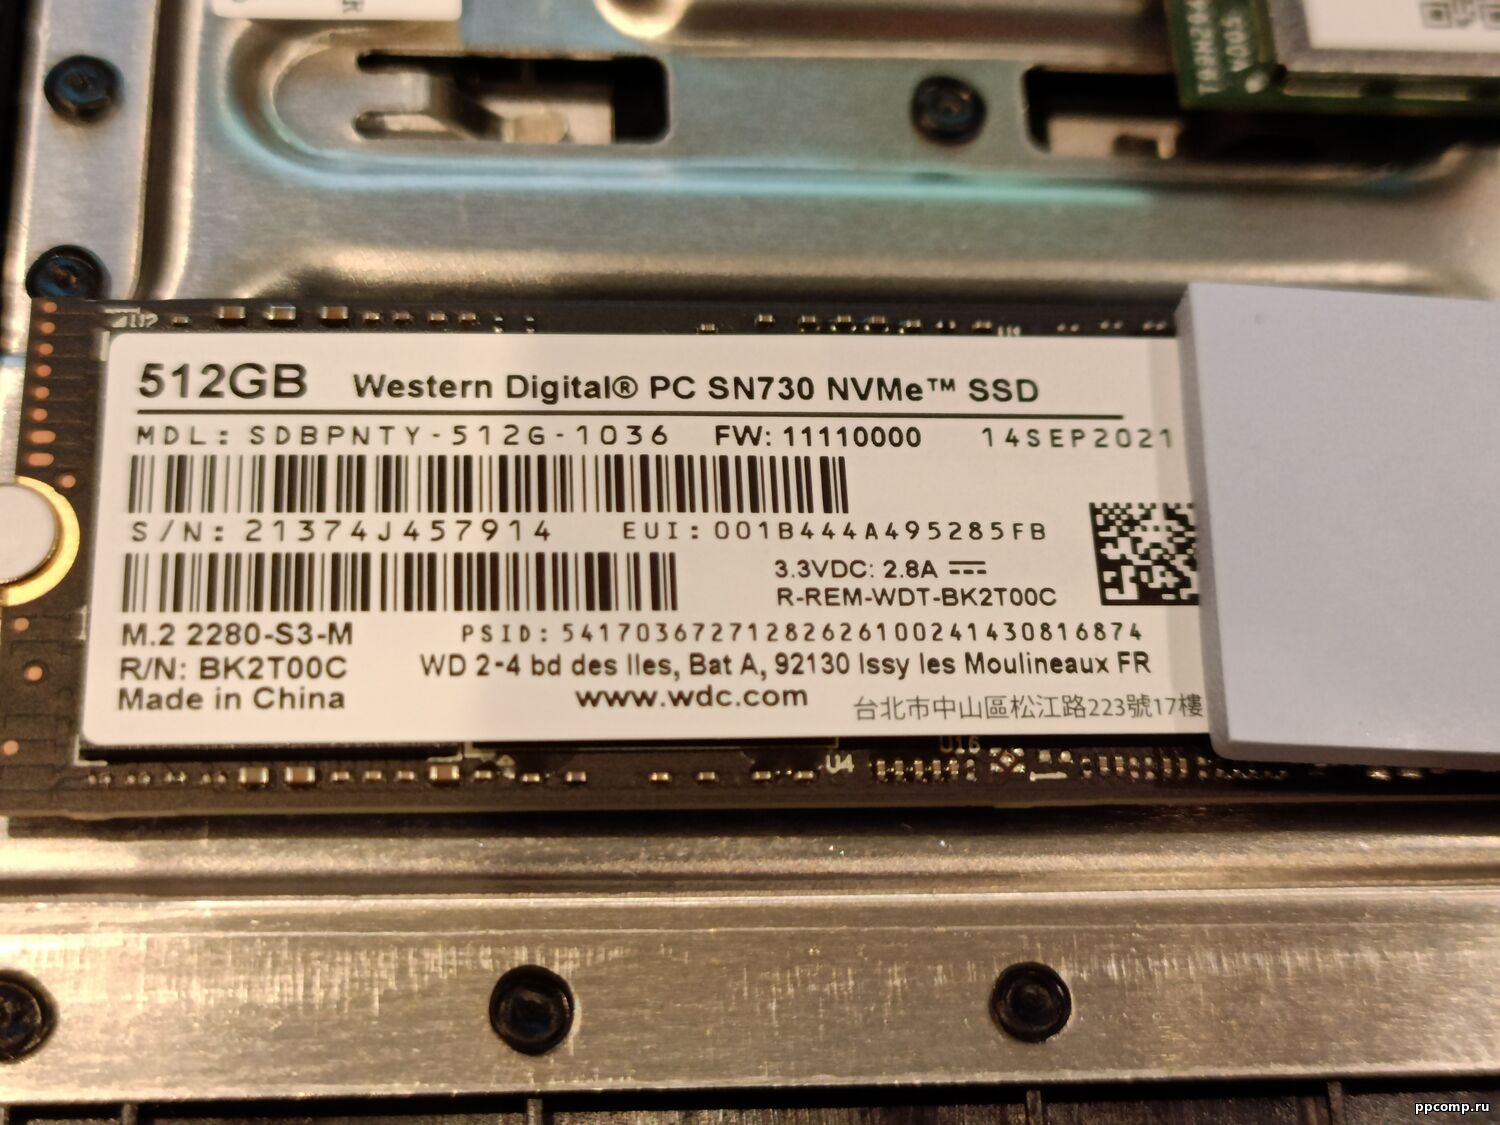 512GB Western Digital® PC SN730 NVMe™ SSD
MDL: SDBPNTY-512G-1036 FW: 11110000 14SEP2021
S/N: 21374J457914 EUI: 001B444A495285FB
3.3VDC: 2.8A
R-REM-WDT-BK2T00C
M.2 2280-S3-M PSID: 54170367271282626100241430816874
R/N: BK2T00C WD 2-4 bd des Iles, Bat A, 92130 Issy les Moulineaux FR
Made in China www.wdc.com 台北市中山區松江路223號17樓
U4
U16
ppcomp.ru